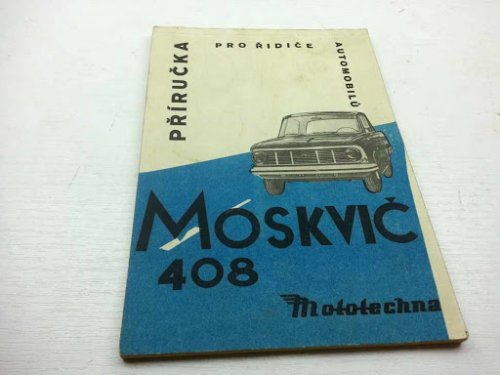 PŘÍRUČKA
PRO ŘIDIČE
AUTOMOBILŮ
MOSKVIČ
408
Mototechna